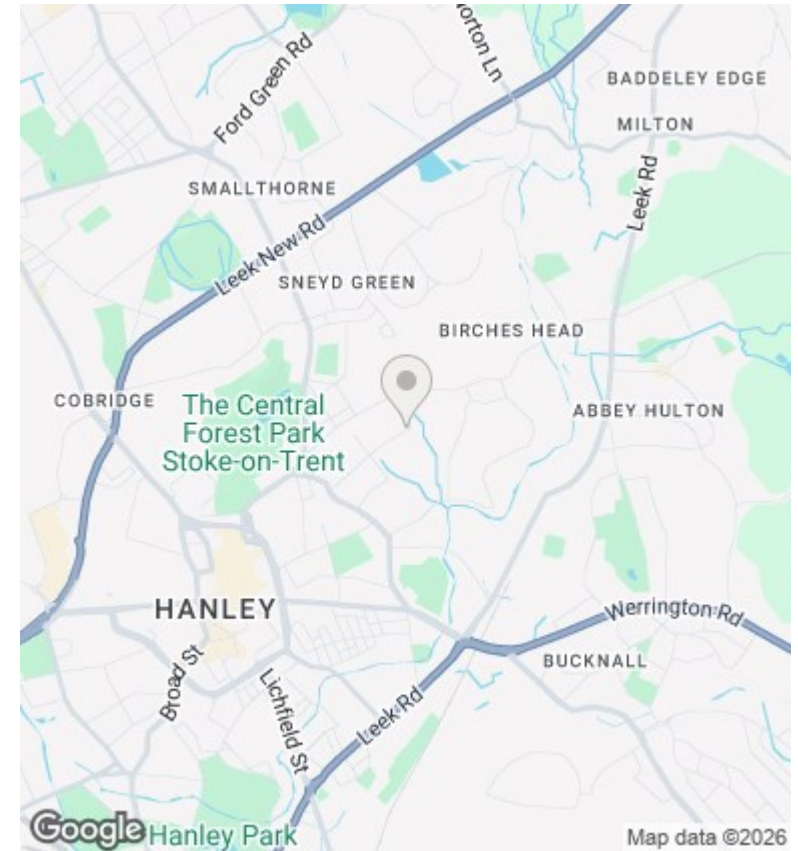 Norton Ln
BADDELEY EDGE
Ford Green Rd
MILTON
SMALLTHORNE
Leek Rd
Leek New Rd
SNEYD GREEN
BIRCHES HEAD
COBRIDGE
The Central
Forest Park
Stoke-on-Trent
ABBEY HULTON
HANLEY
Werrington Rd
BUCKNALL
Broad St
Lichfield St
Leek Rd
Google
Hanley Park
Map data ©2026